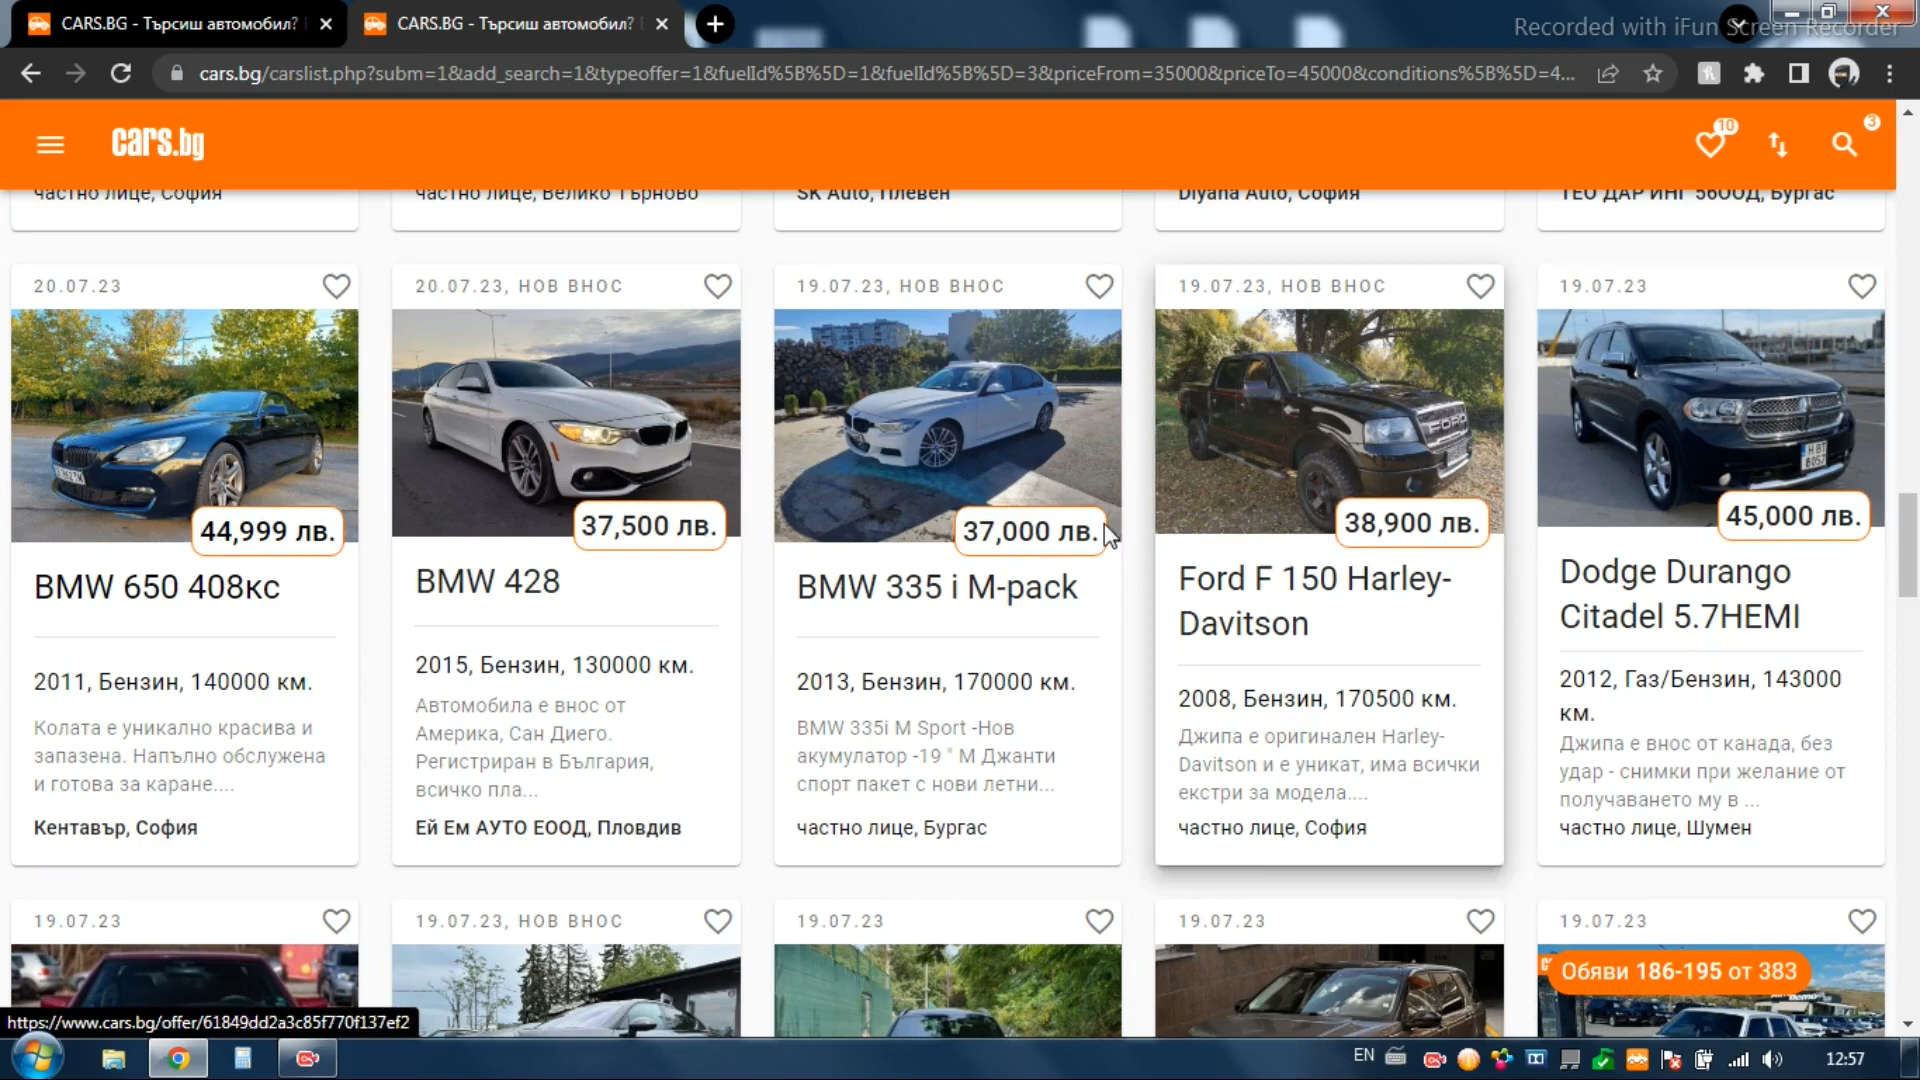 CARS.BG - Търсиш автомобил?
CARS.BG - Търсиш автомобил?
Recorded with iFun Screen Recorder
cars.bg/carslist.php?subm=1&add_search=1&typeoffer=1&fuelId%5B%5D=1&fuelId%5B%5D=3&priceFrom=35000&priceTo=45000&conditions%5B%5D=4...
cars.bg
10
3
частно лице, София
частно лице, Велико Търново
SK Auto, Плевен
Diyana Auto, София
ТЕО ДАР ИНГ 56ООД, Бургас
20.07.23
44,999 лв.
BMW 650 408кс
2011, Бензин, 140000 км.
Колата е уникално красива и
запазена. Напълно обслужена
и готова за каране....
Кентавър, София
20.07.23, НОВ ВНОС
37,500 лв.
BMW 428
2015, Бензин, 130000 км.
Автомобила е внос от
Америка, Сан Диего.
Регистриран в България,
всичко пла...
Ей Ем АУТО ЕООД, Пловдив
19.07.23, НОВ ВНОС
37,000 лв.
BMW 335 i M-pack
2013, Бензин, 170000 км.
BMW 335i M Sport -Нов
акумулатор -19 " М Джанти
спорт пакет с нови летни...
частно лице, Бургас
19.07.23, НОВ ВНОС
FORD
38,900 лв.
Ford F 150 Harley-
Davitson
2008, Бензин, 170500 км.
Джипа е оригинален Harley-
Davitson и е уникат, има всички
екстри за модела....
частно лице, София
19.07.23
45,000 лв.
Dodge Durango
Citadel 5.7HEMI
2012, Газ/Бензин, 143000
км.
Джипа е внос от канада, без
удар - снимки при желание от
получаването му в ...
частно лице, Шумен
19.07.23
19.07.23, НОВ ВНОС
19.07.23
19.07.23
19.07.23
Обяви 186-195 от 383
https://www.cars.bg/offer/61849dd2a3c85f770f137ef2
EN
12:57